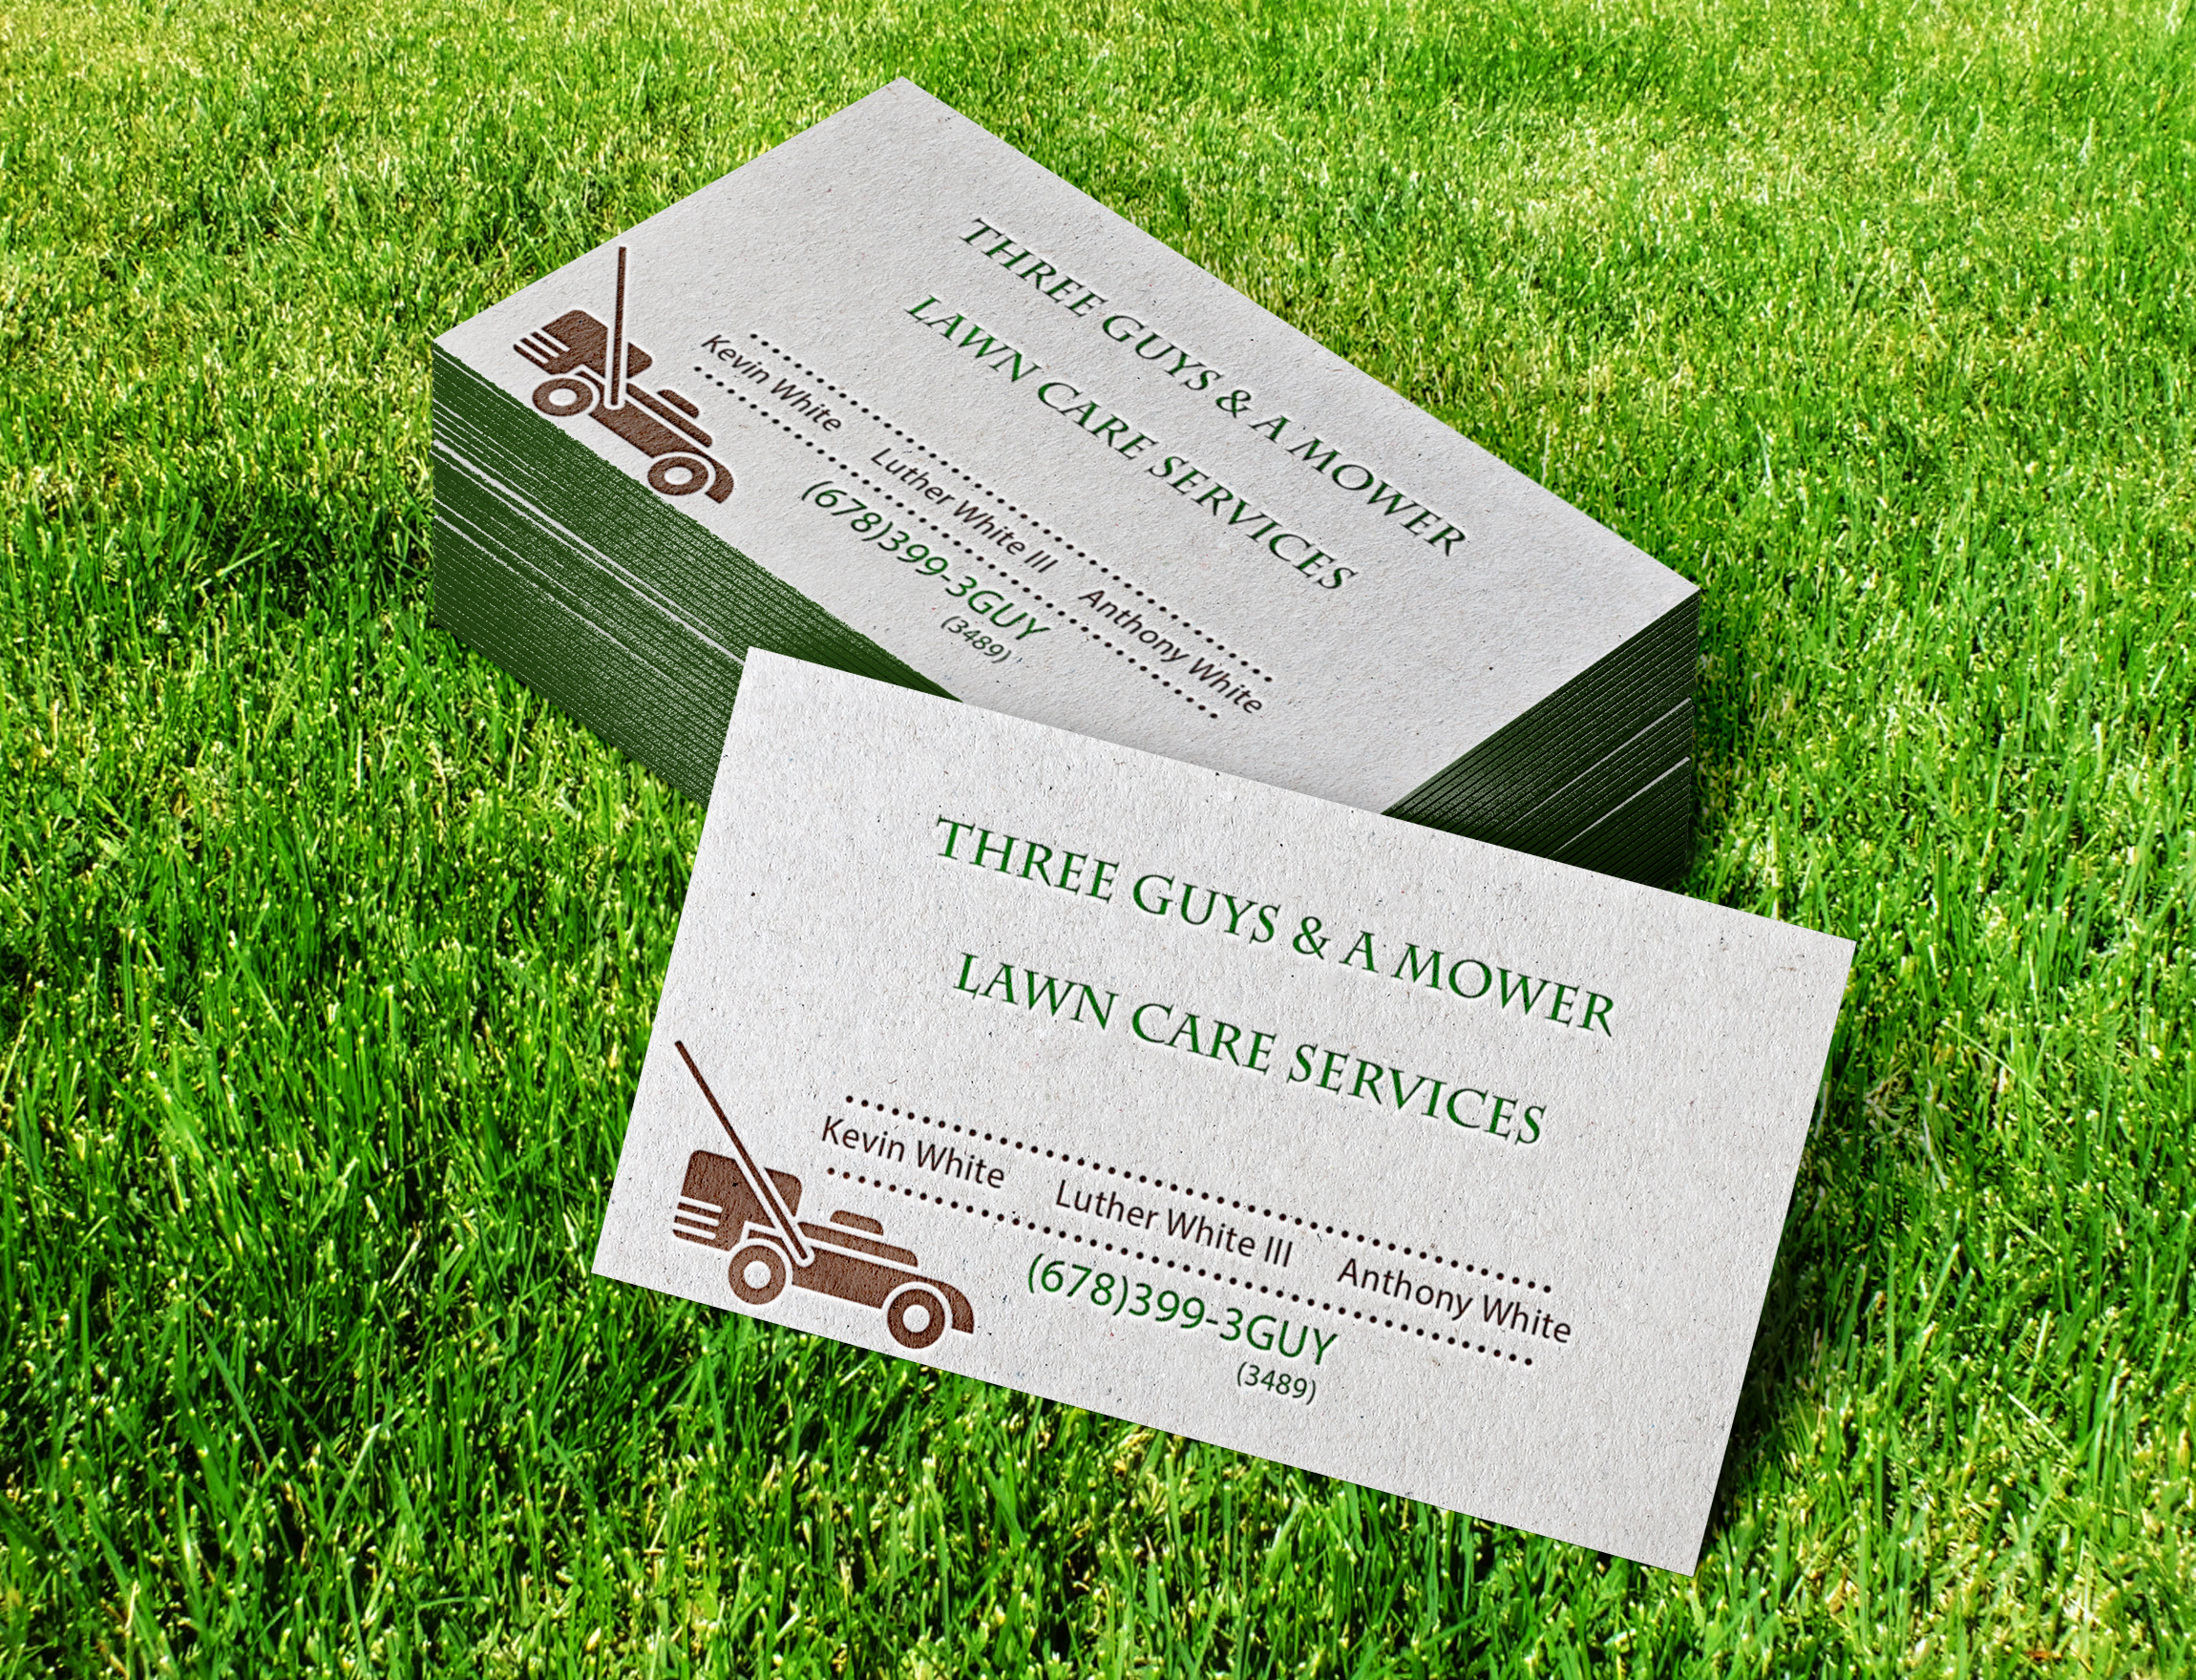 THREE GUYS & A MOWER
LAWN CARE SERVICES
Kevin White Luther White III Anthony White
(678)399-3GUY
(3489)
THREE GUYS & A MOWER
LAWN CARE SERVICES
Kevin White Luther White III Anthony White
(678)399-3GUY
(3489)